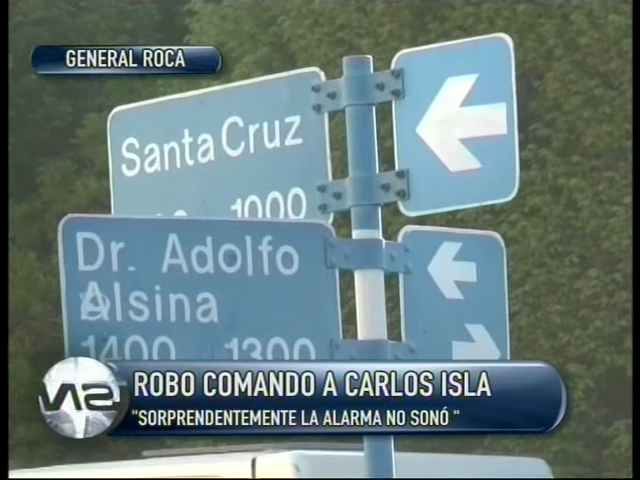 GENERAL ROCA
Santa Cruz
1000
Dr. Adolfo
Alsina
1400 1300
ROBO COMANDO A CARLOS ISLA
"SORPRENDENTEMENTE LA ALARMA NO SONÓ "